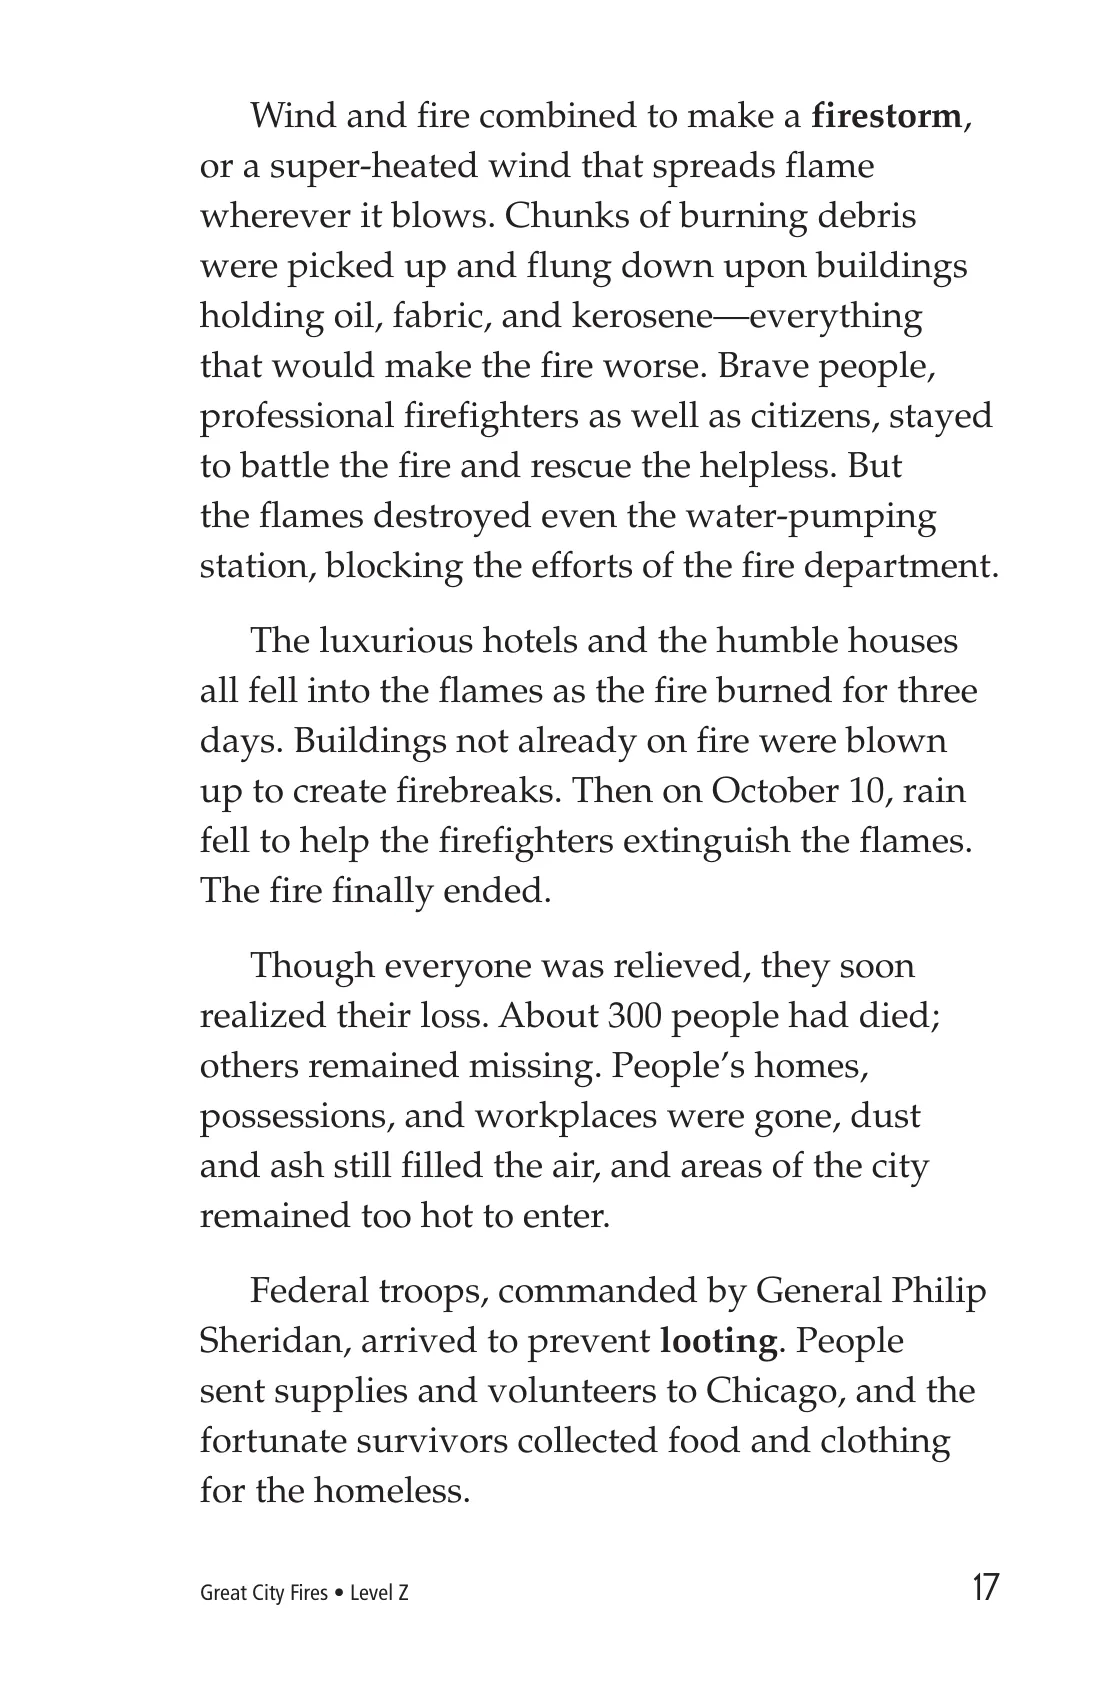 Wind and fire combined to make a firestorm,
or a super-heated wind that spreads flame
wherever it blows. Chunks of burning debris
were picked up and flung down upon buildings
holding oil, fabric, and kerosene—everything
that would make the fire worse. Brave people,
professional firefighters as well as citizens, stayed
to battle the fire and rescue the helpless. But
the flames destroyed even the water-pumping
station, blocking the efforts of the fire department.
The luxurious hotels and the humble houses
all fell into the flames as the fire burned for three
days. Buildings not already on fire were blown
up to create firebreaks. Then on October 10, rain
fell to help the firefighters extinguish the flames.
The fire finally ended.
Though everyone was relieved, they soon
realized their loss. About 300 people had died;
others remained missing. People’s homes,
possessions, and workplaces were gone, dust
and ash still filled the air, and areas of the city
remained too hot to enter.
Federal troops, commanded by General Philip
Sheridan, arrived to prevent looting. People
sent supplies and volunteers to Chicago, and the
fortunate survivors collected food and clothing
for the homeless.
Great City Fires • Level Z
17